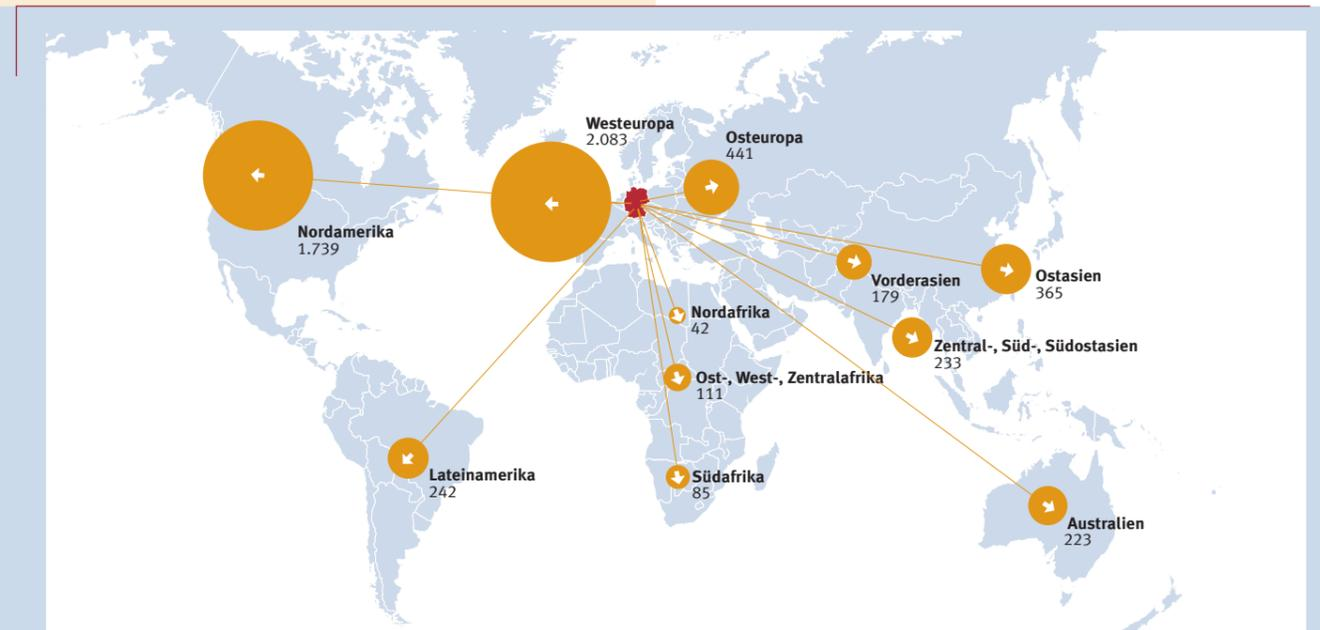 Westeuropa
2.083
Osteuropa
441
Nordamerika
1.739
Vorderasien
179
Ostasien
365
Nordafrika
42
Zentral-, Süd-, Südostasien
233
Ost-, West-, Zentralafrika
111
Lateinamerika
242
Südafrika
85
Australien
223